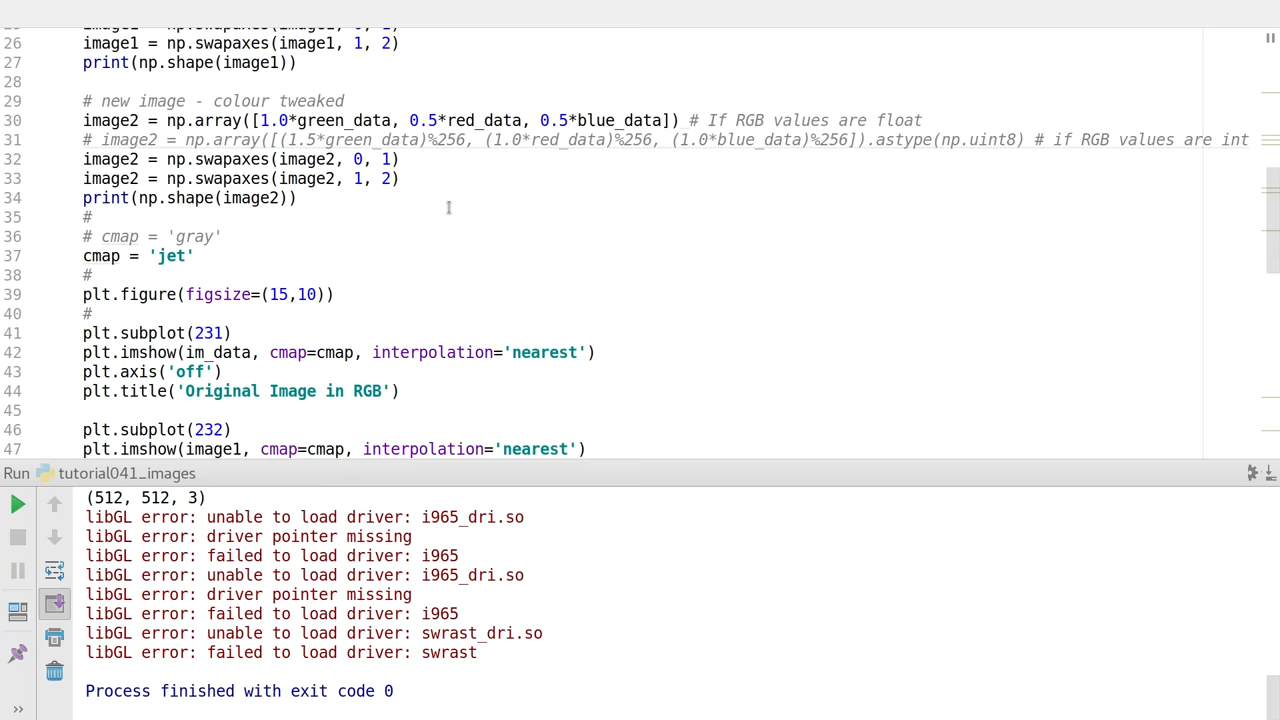 26 image1 = np.swapaxes(image1, 1, 2)
27 print(np.shape(image1))
28
29 # new image - colour tweaked
30 image2 = np.array([1.0*green_data, 0.5*red_data, 0.5*blue_data]) # If RGB values are float
31 # image2 = np.array([(1.5*green_data)%256, (1.0*red_data)%256, (1.0*blue_data)%256]).astype(np.uint8) # if RGB values are int
32 image2 = np.swapaxes(image2, 0, 1)
33 image2 = np.swapaxes(image2, 1, 2)
34 print(np.shape(image2))
35 #
36 # cmap = 'gray'
37 cmap = 'jet'
38 #
39 plt.figure(figsize=(15,10))
40 #
41 plt.subplot(231)
42 plt.imshow(im_data, cmap=cmap, interpolation='nearest')
43 plt.axis('off')
44 plt.title('Original Image in RGB')
45
46 plt.subplot(232)
47 plt.imshow(image1, cmap=cmap, interpolation='nearest')
Run tutorial041_images
(512, 512, 3)
libGL error: unable to load driver: i965_dri.so
libGL error: driver pointer missing
libGL error: failed to load driver: i965
libGL error: unable to load driver: i965_dri.so
libGL error: driver pointer missing
libGL error: failed to load driver: i965
libGL error: unable to load driver: swrast_dri.so
libGL error: failed to load driver: swrast
Process finished with exit code 0